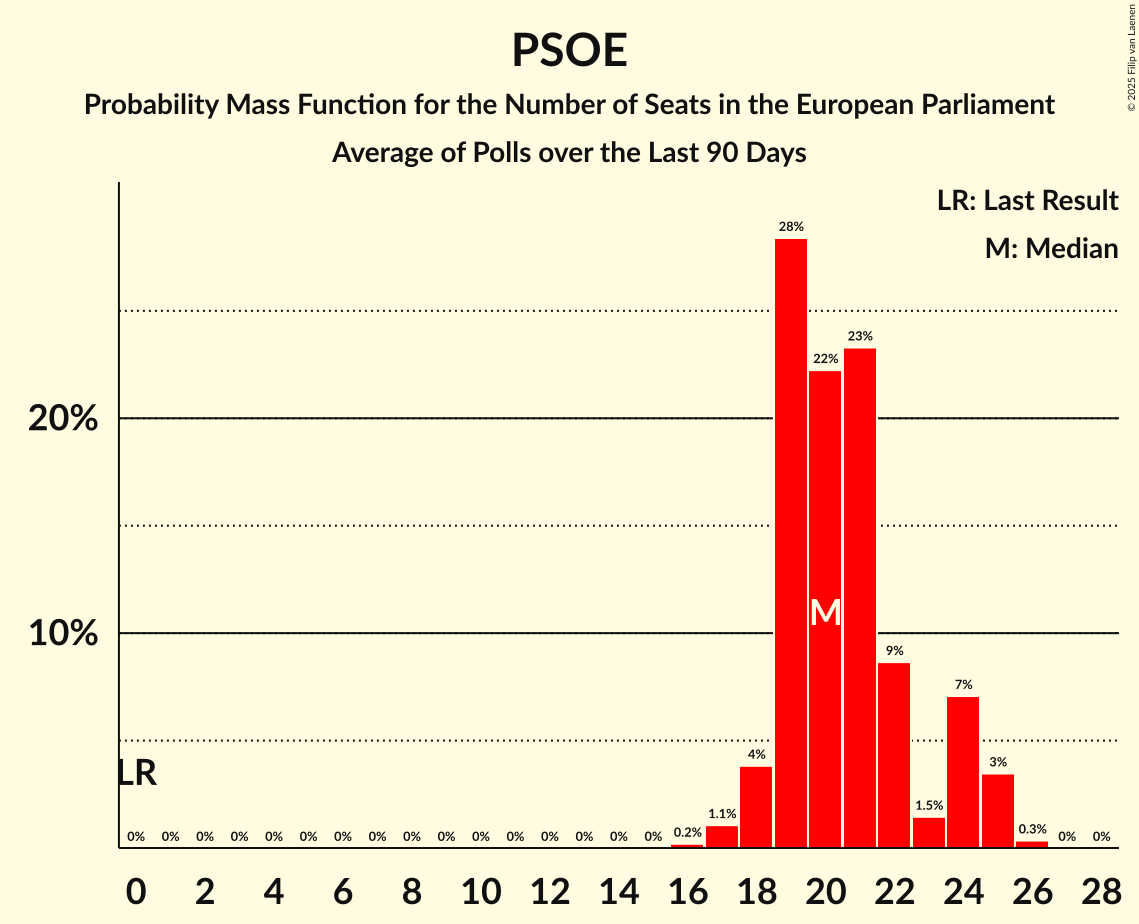 © 2025 Filip van Laenen
PSOE
Probability Mass Function for the Number of Seats in the European Parliament
Average of Polls over the Last 90 Days
LR: Last Result
M: Median
28%
23%
22%
20%
M
10%
9%
7%
4%
3%
LR
1.5%
1.1%
0% 0% 0% 0% 0% 0% 0% 0% 0% 0% 0% 0% 0% 0% 0% 0% 0.2% 0.3% 0% 0%
0 2 4 6 8 10 12 14 16 18 20 22 24 26 28